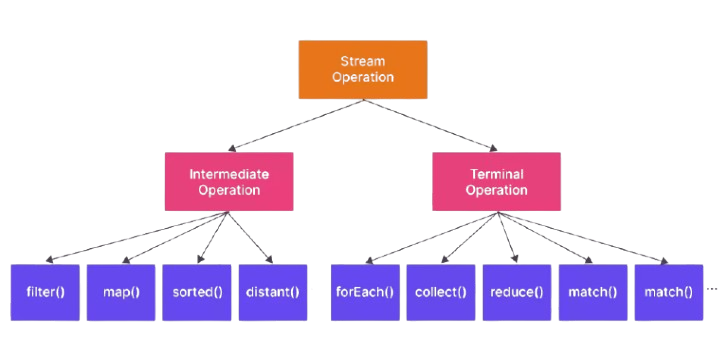 Stream
Operation
Intermediate
Operation
Terminal
Operation
filter()
map()
sorted()
distant()
forEach()
collect()
reduce()
match()
match()
...